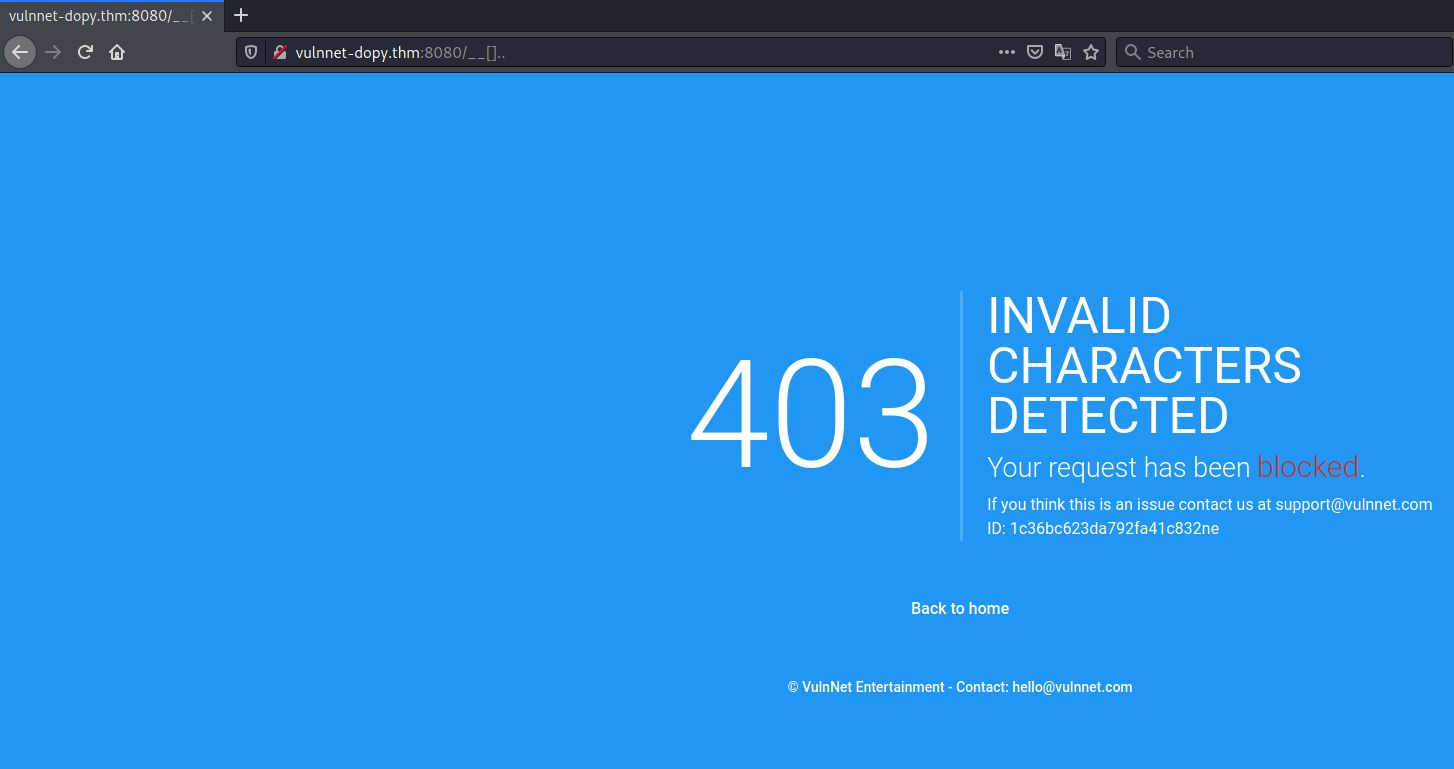 vulnnet-dopy.thm:8080/__[
vulnnet-dopy.thm:8080/__[]..
Search
403
INVALID
CHARACTERS
DETECTED
Your request has been blocked.
If you think this is an issue contact us at support@vulnnet.com
ID: 1c36bc623da792fa41c832ne
Back to home
© VulnNet Entertainment - Contact: hello@vulnnet.com